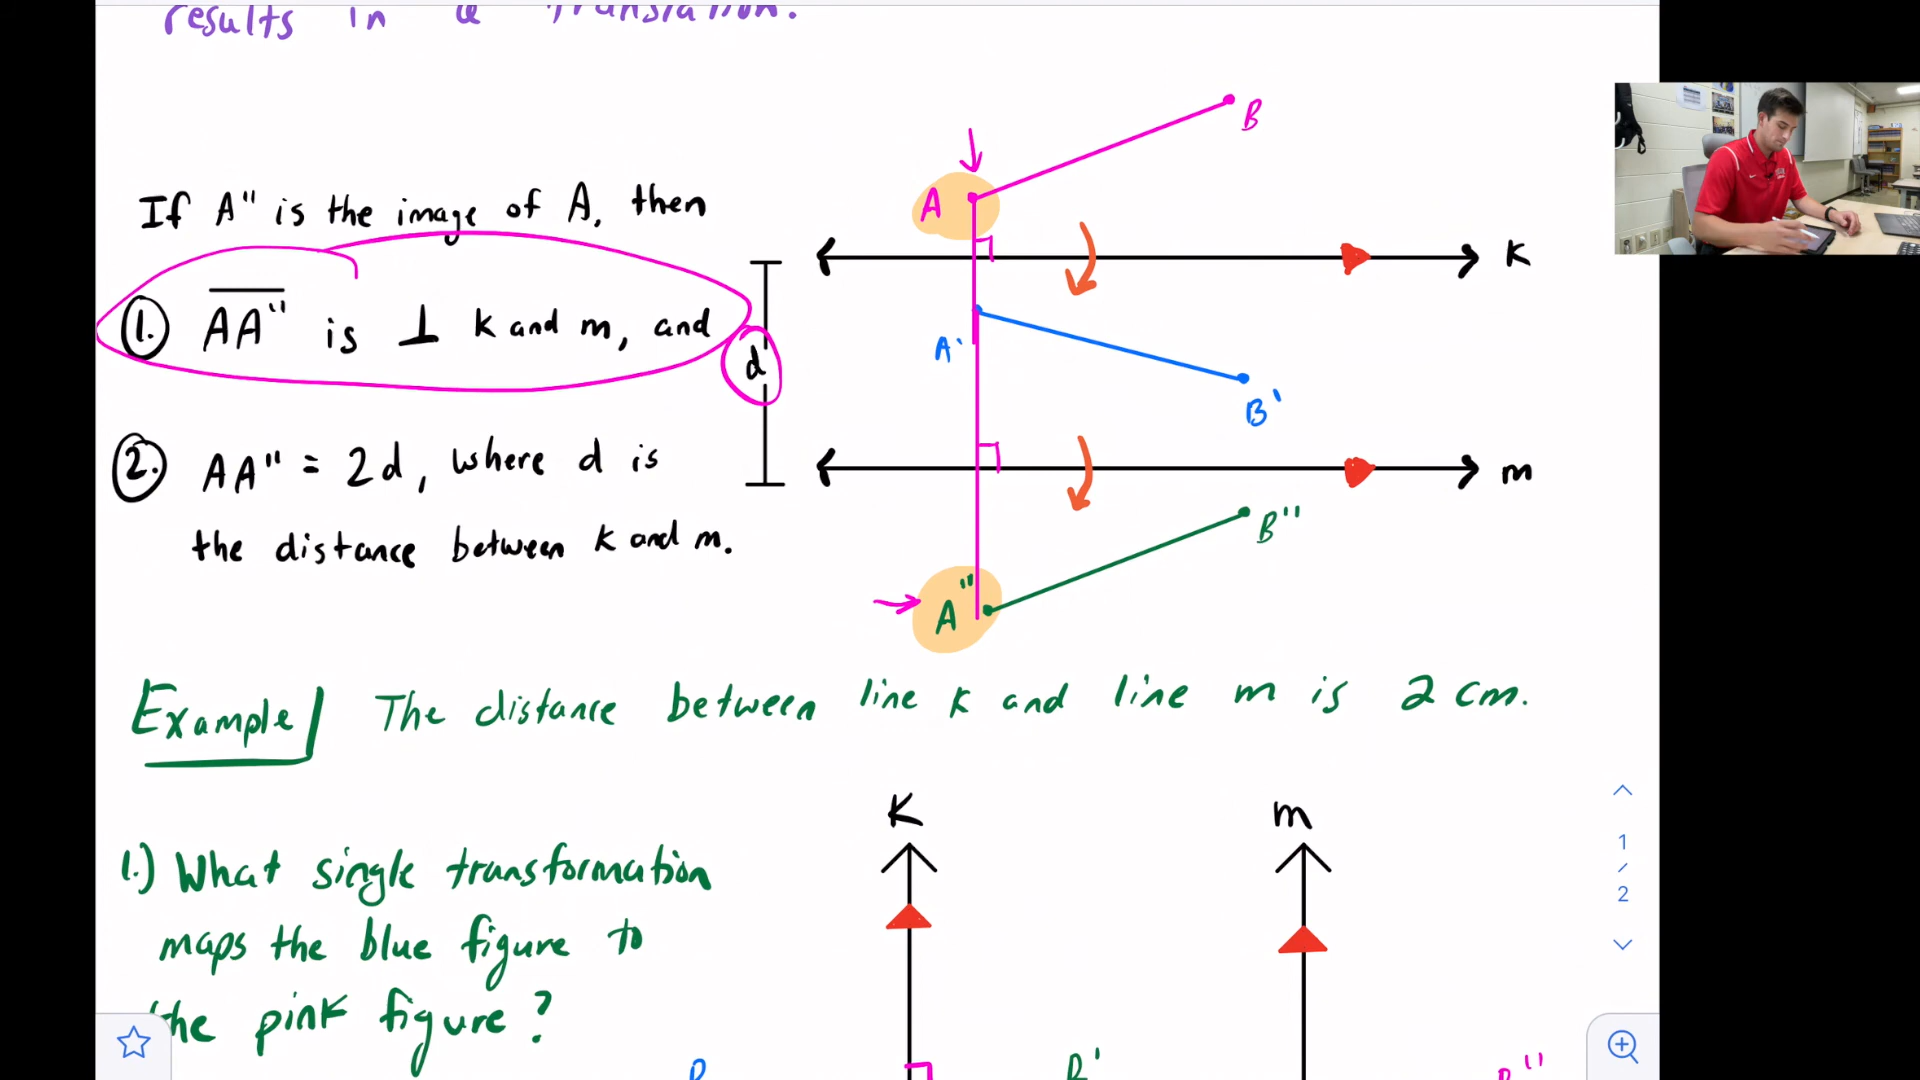 results in a translation.
If A" is the image of A, then
1. AA" is ⊥ k and m, and
2. AA" = 2d, where d is
the distance between k and m.
d
A
B
k
A'
B'
m
B"
A"
Example The distance between line k and line m is 2 cm.
1.) What single transformation
maps the blue figure to
the pink figure?
K
m
1
/
2